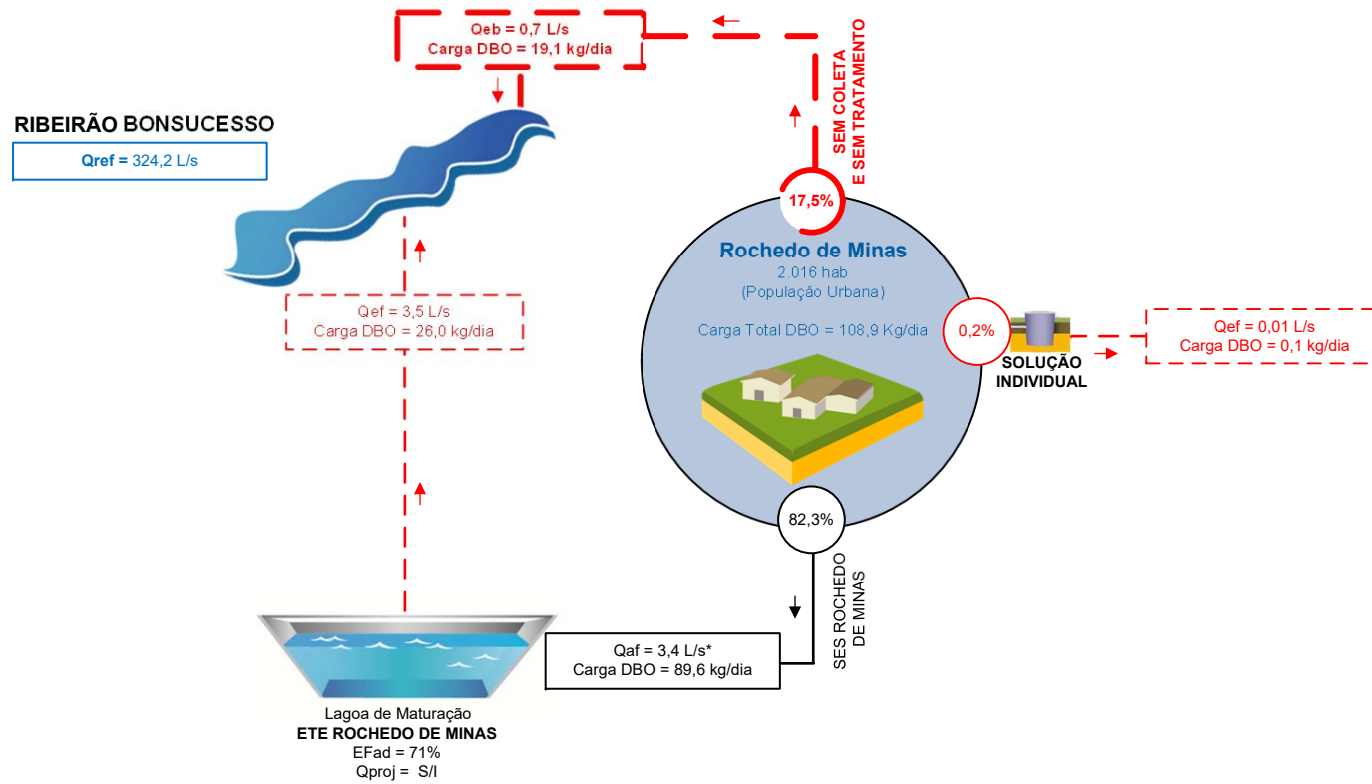 Qeb = 0,7 L/s
Carga DBO = 19,1 kg/dia
SEM COLETA
E SEM TRATAMENTO
RIBEIRÃO BONSUCESSO
Qref = 324,2 L/s
17,5%
Rochedo de Minas
2.016 hab
(População Urbana)
Carga Total DBO = 108,9 Kg/dia
0,2%
SOLUÇÃO
INDIVIDUAL
Qef = 0,01 L/s
Carga DBO = 0,1 kg/dia
Qef = 3,5 L/s
Carga DBO = 26,0 kg/dia
82,3%
SES ROCHEDO
DE MINAS
Qaf = 3,4 L/s*
Carga DBO = 89,6 kg/dia
Lagoa de Maturação
ETE ROCHEDO DE MINAS
EFad = 71%
Qproj = S/I